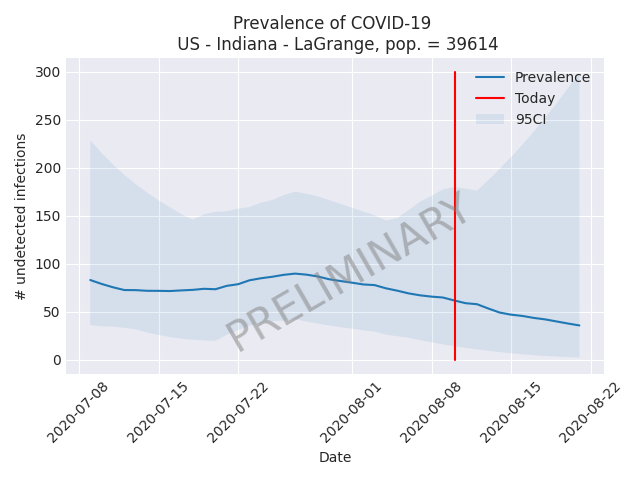 Prevalence of COVID-19
US - Indiana - LaGrange, pop. = 39614
300
250
200
150
100
50
0
# undetected infections
Prevalence
Today
95CI
PRELIMINARY
2020-07-08
2020-07-15
2020-07-22
2020-08-01
2020-08-08
2020-08-15
2020-08-22
Date